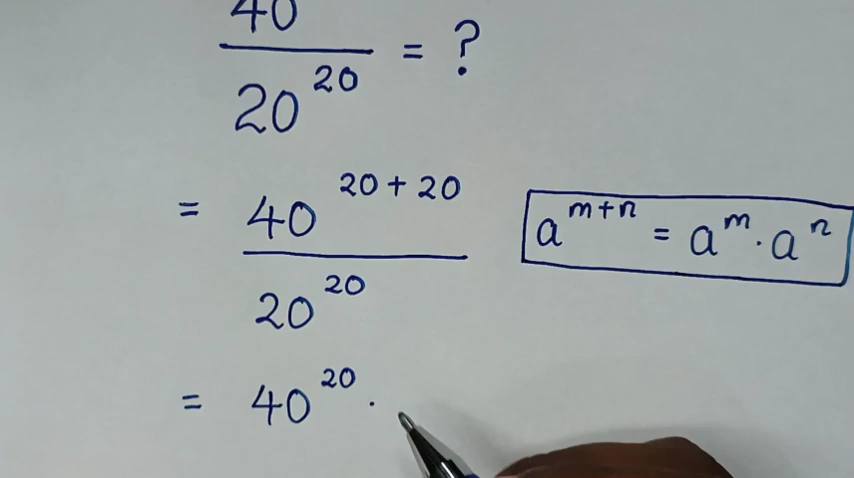 40
—— = ?
20^20
= 40^(20+20)
——
20^20
a^(m+n) = a^m · a^n
= 40^20 ·